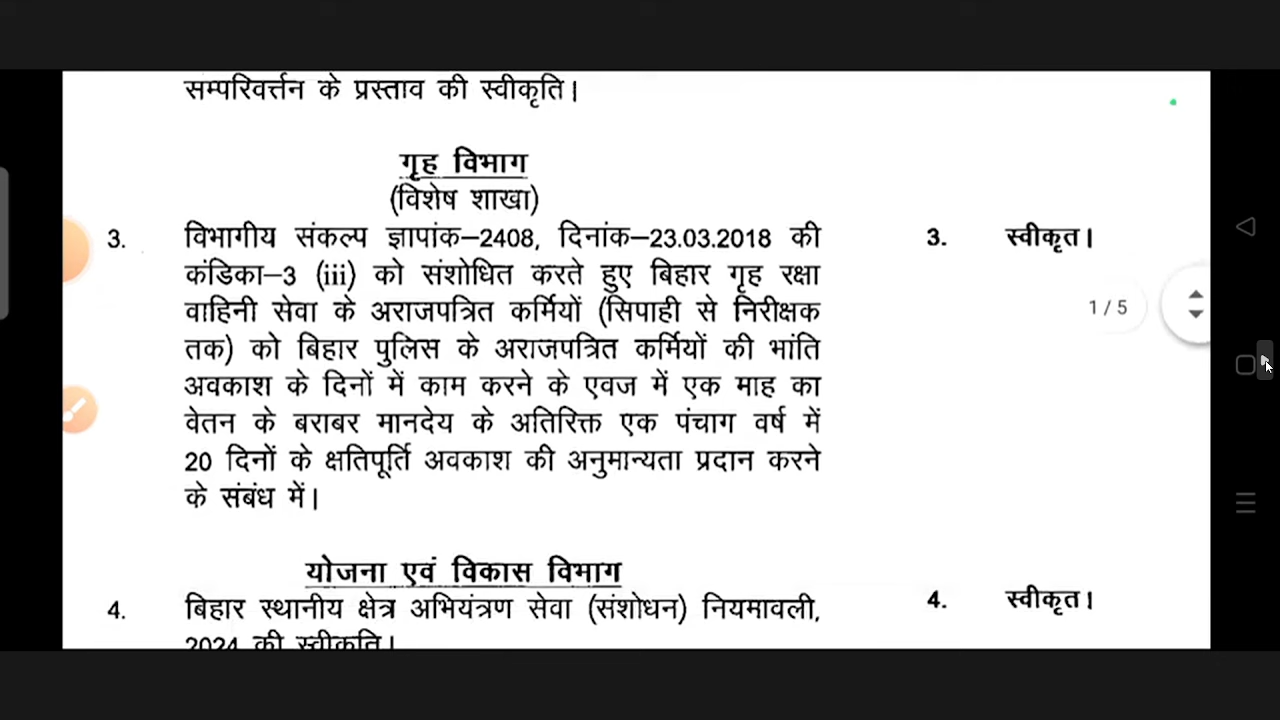 सम्परिवर्त्तन के प्रस्ताव की स्वीकृति।
गृह विभाग
(विशेष शाखा)
3. विभागीय संकल्प ज्ञापांक–2408, दिनांक–23.03.2018 की 3. स्वीकृत।
कंडिका–3 (iii) को संशोधित करते हुए बिहार गृह रक्षा
वाहिनी सेवा के अराजपत्रित कर्मियों (सिपाही से निरीक्षक
1 / 5
तक) को बिहार पुलिस के अराजपत्रित कर्मियों की भांति
अवकाश के दिनों में काम करने के एवज में एक माह का
वेतन के बराबर मानदेय के अतिरिक्त एक पंचाग वर्ष में
20 दिनों के क्षतिपूर्ति अवकाश की अनुमान्यता प्रदान करने
के संबंध में।
योजना एवं विकास विभाग
4. बिहार स्थानीय क्षेत्र अभियंत्रण सेवा (संशोधन) नियमावली, 4. स्वीकृत।
2024 की स्वीकृति।